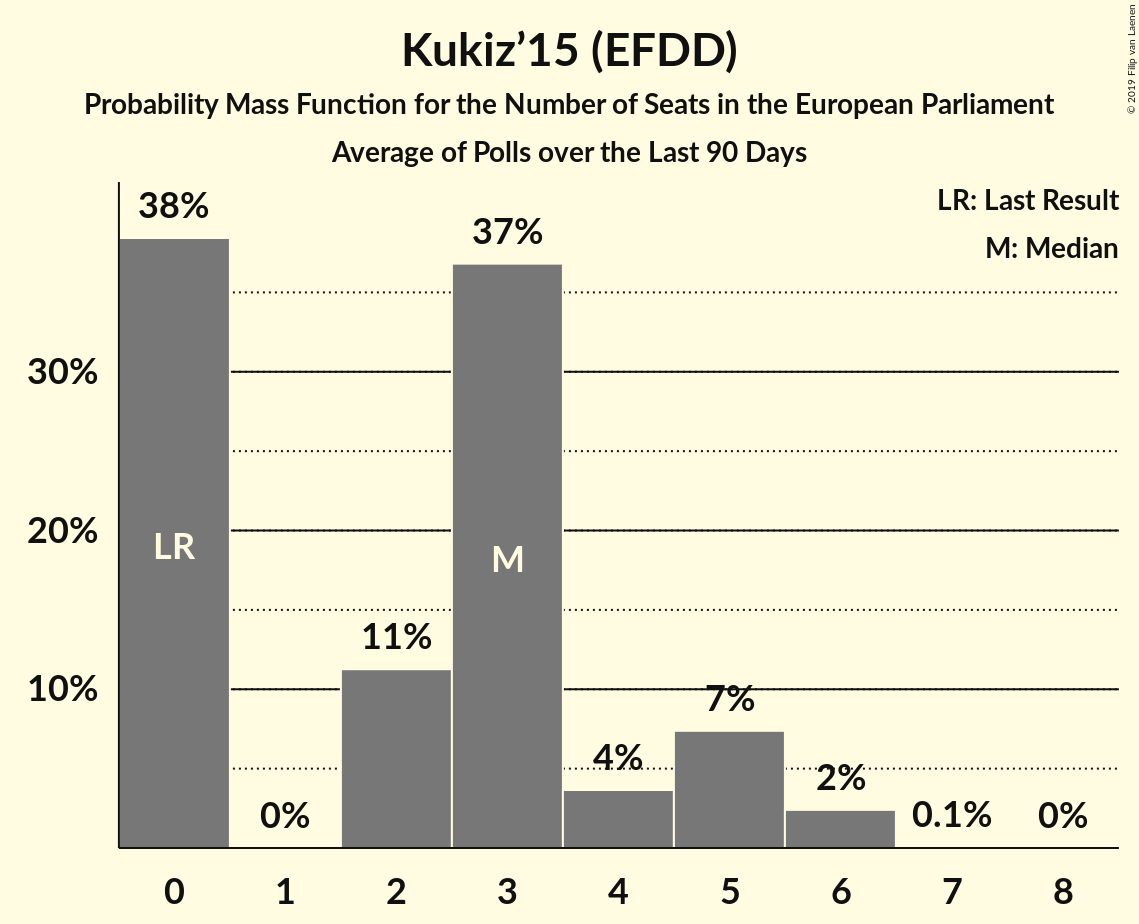 Kukiz’15 (EFDD)
Probability Mass Function for the Number of Seats in the European Parliament
Average of Polls over the Last 90 Days
© 2019 Filip van Laenen
LR: Last Result
M: Median
38%
37%
30%
20%
LR
M
11%
10%
7%
4%
2%
0%
0.1%
0%
0 1 2 3 4 5 6 7 8